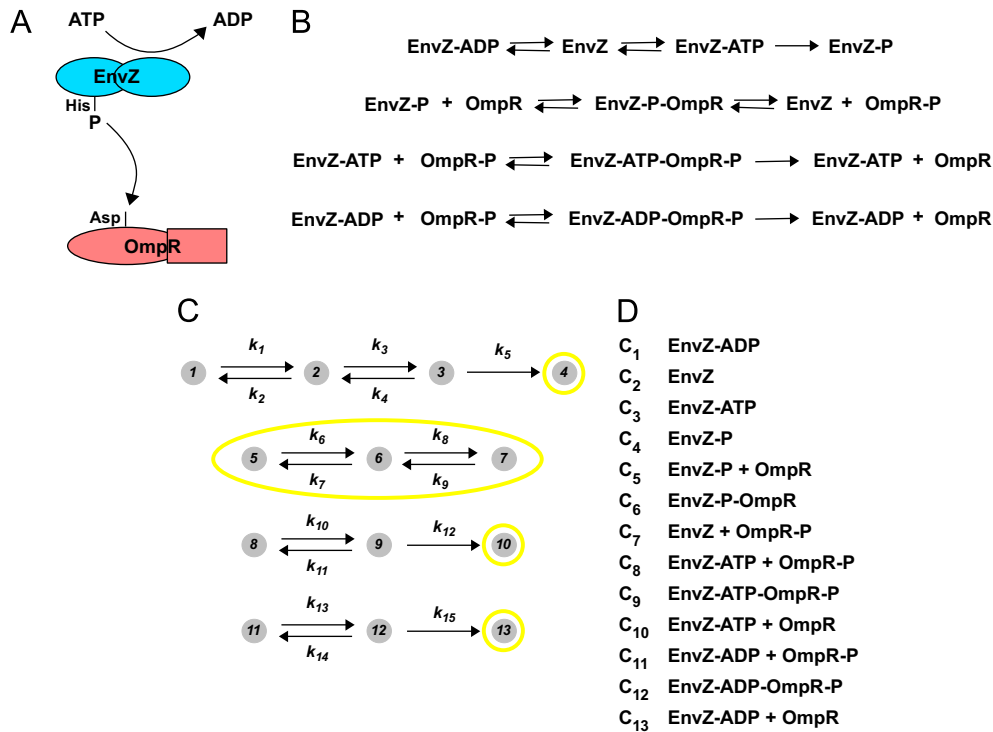 A
ATP ADP
EnvZ
His
P
Asp
OmpR
B
EnvZ-ADP EnvZ EnvZ-ATP EnvZ-P
EnvZ-P + OmpR EnvZ-P-OmpR EnvZ + OmpR-P
EnvZ-ATP + OmpR-P EnvZ-ATP-OmpR-P EnvZ-ATP + OmpR
EnvZ-ADP + OmpR-P EnvZ-ADP-OmpR-P EnvZ-ADP + OmpR
C
k1 k3 k5
1 2 3 4
k2 k4
k6 k8
5 6 7
k7 k9
k10 k12
8 9 10
k11
k13 k15
11 12 13
k14
D
C1 EnvZ-ADP
C2 EnvZ
C3 EnvZ-ATP
C4 EnvZ-P
C5 EnvZ-P + OmpR
C6 EnvZ-P-OmpR
C7 EnvZ + OmpR-P
C8 EnvZ-ATP + OmpR-P
C9 EnvZ-ATP-OmpR-P
C10 EnvZ-ATP + OmpR
C11 EnvZ-ADP + OmpR-P
C12 EnvZ-ADP-OmpR-P
C13 EnvZ-ADP + OmpR